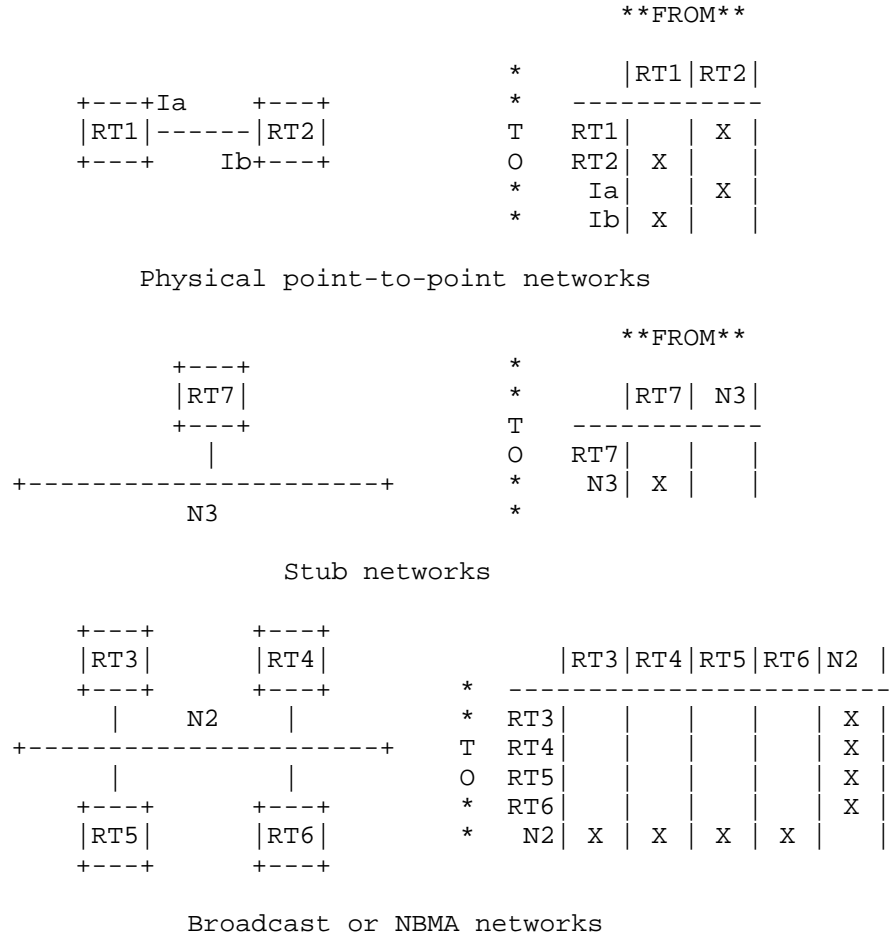 **FROM**

                                           *      |RT1|RT2|
                +---+Ia    +---+           *   ------------
                |RT1|------|RT2|           T   RT1|   | X |
                +---+    Ib+---+           O   RT2| X |   |
                                           *    Ia|   | X |
                                           *    Ib| X |   |

                     Physical point-to-point networks

                                                  **FROM**
                      +---+                *
                      |RT7|                *      |RT7| N3|
                      +---+                T   ------------
                        |                  O   RT7|   |   |
            +----------------------+       *    N3| X |   |
                       N3                  *

                              Stub networks

                +---+      +---+
                |RT3|      |RT4|              |RT3|RT4|RT5|RT6|N2 |
                +---+      +---+        *  ------------------------
                  |    N2    |          *  RT3|   |   |   |   | X |
            +----------------------+    T  RT4|   |   |   |   | X |
                  |          |          O  RT5|   |   |   |   | X |
                +---+      +---+        *  RT6|   |   |   |   | X |
                |RT5|      |RT6|        *   N2| X | X | X | X |   |
                +---+      +---+

                        Broadcast or NBMA networks